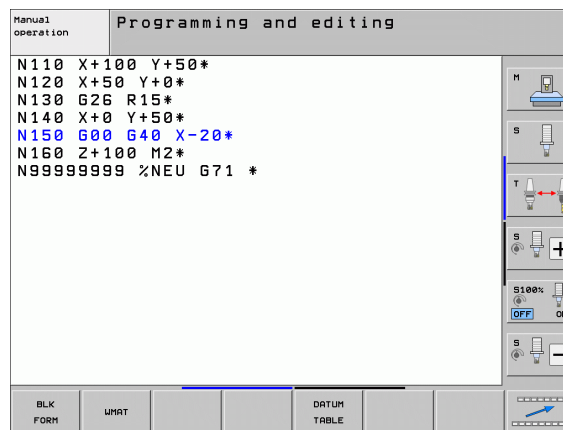 Manual
operation
Programming and editing
N110 X+100 Y+50*
N120 X+50 Y+0*
N130 G26 R15*
N140 X+0 Y+50*
N150 G00 G40 X-20*
N160 Z+100 M2*
N99999999 %NEU G71 *
M
S
T
S
+
S100%
OFF
S
-
BLK
FORM
WMAT
DATUM
TABLE